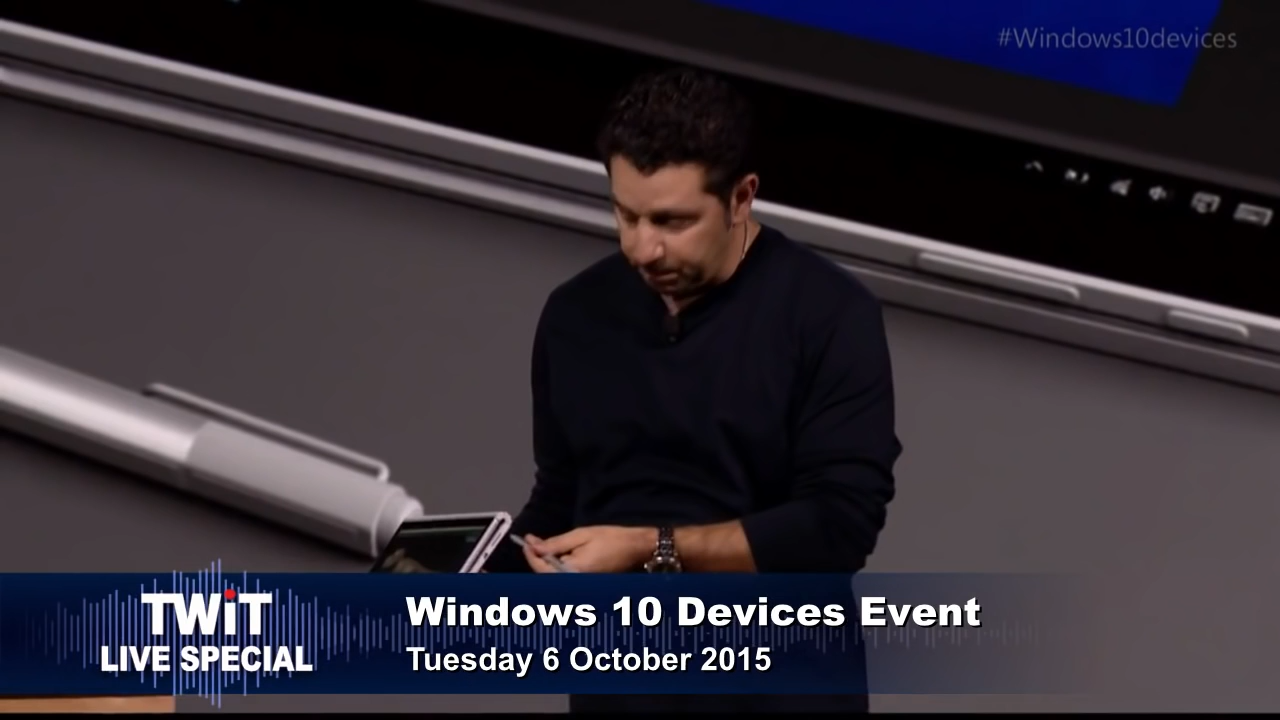 #Windows10devices
TWiT
LIVE SPECIAL
Windows 10 Devices Event
Tuesday 6 October 2015